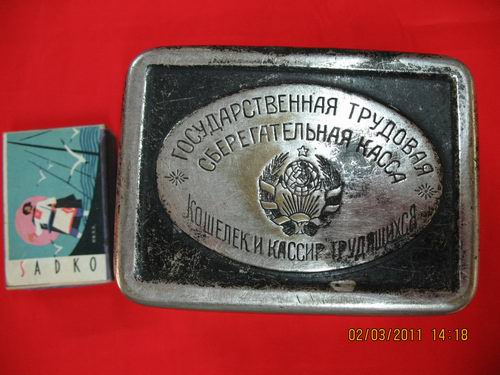 ГОСУДАРСТВЕННАЯ ТРУДОВАЯ
СБЕРЕГАТЕЛЬНАЯ КАССА
КОШЕЛЕК И КАССИР ТРУДЯЩИХСЯ
SADKO
02/03/2011 14:18